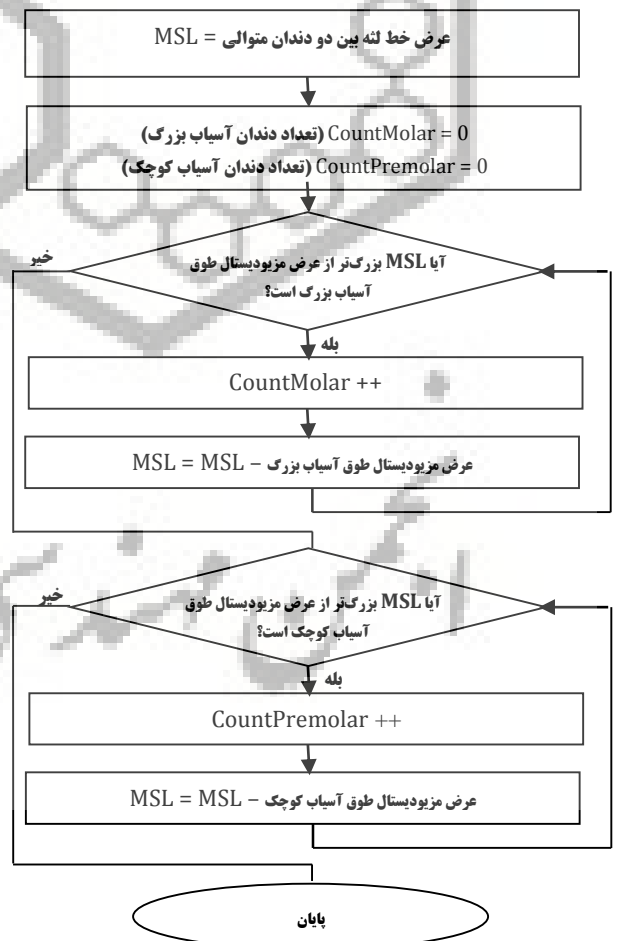 MSL = عرض خط لثه بین دو دندان متوالی
CountMolar = 0 (تعداد دندان آسیاب بزرگ)
CountPremolar = 0 (تعداد دندان آسیاب کوچک)
آیا MSL بزرگ‌تر از عرض مزیودیستال طوق
آسیاب بزرگ است؟
خیر
بله
CountMolar ++
MSL = MSL – عرض مزیودیستال طوق آسیاب بزرگ
آیا MSL بزرگ‌تر از عرض مزیودیستال طوق
آسیاب کوچک است؟
خیر
بله
CountPremolar ++
MSL = MSL – عرض مزیودیستال طوق آسیاب کوچک
پایان